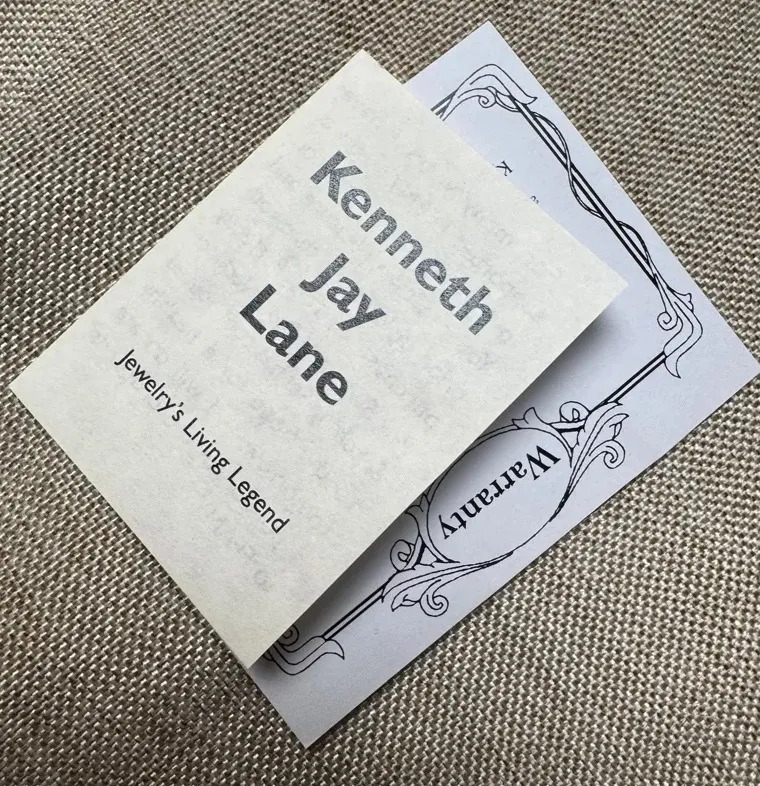 Kenneth
Jay
Lane
Jewelry's Living Legend
Warranty